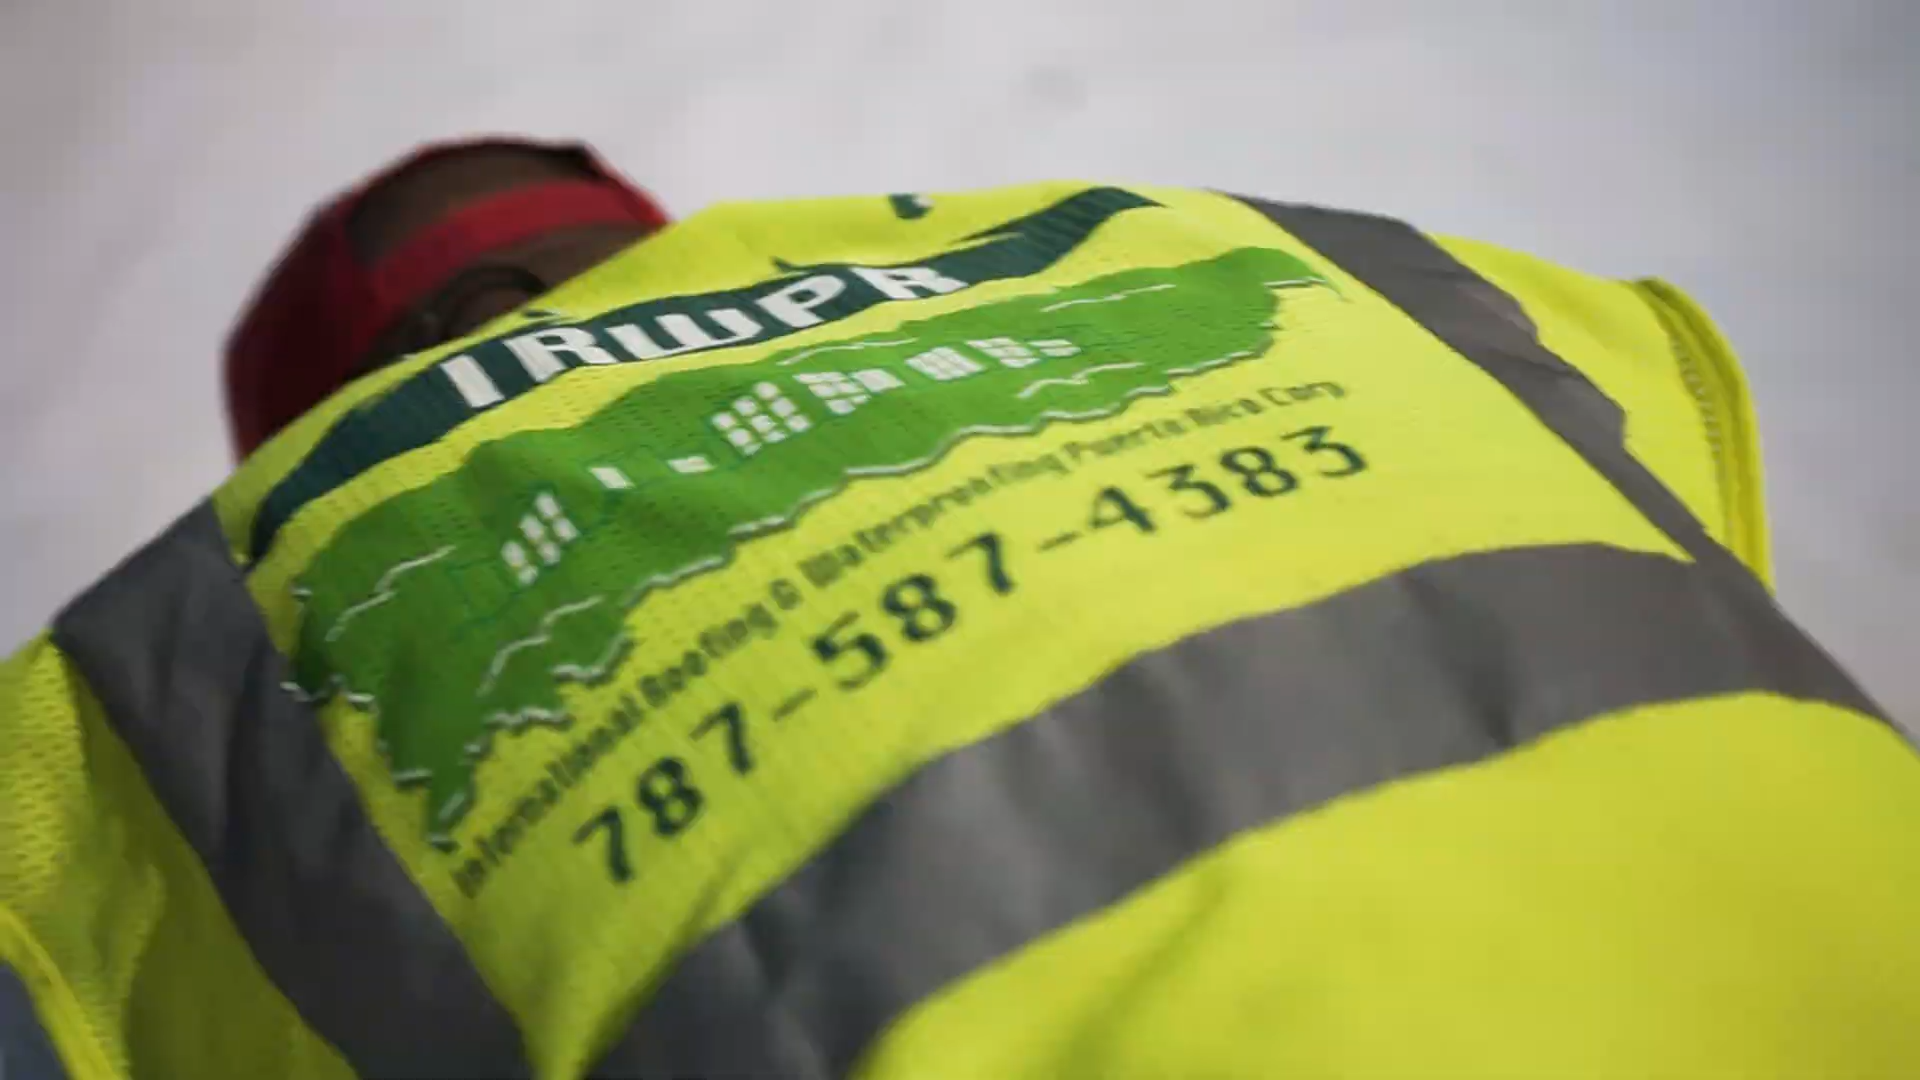 IRWPR
International Roofing & Waterproofing Puerto Rico Corp.
787-587-4383